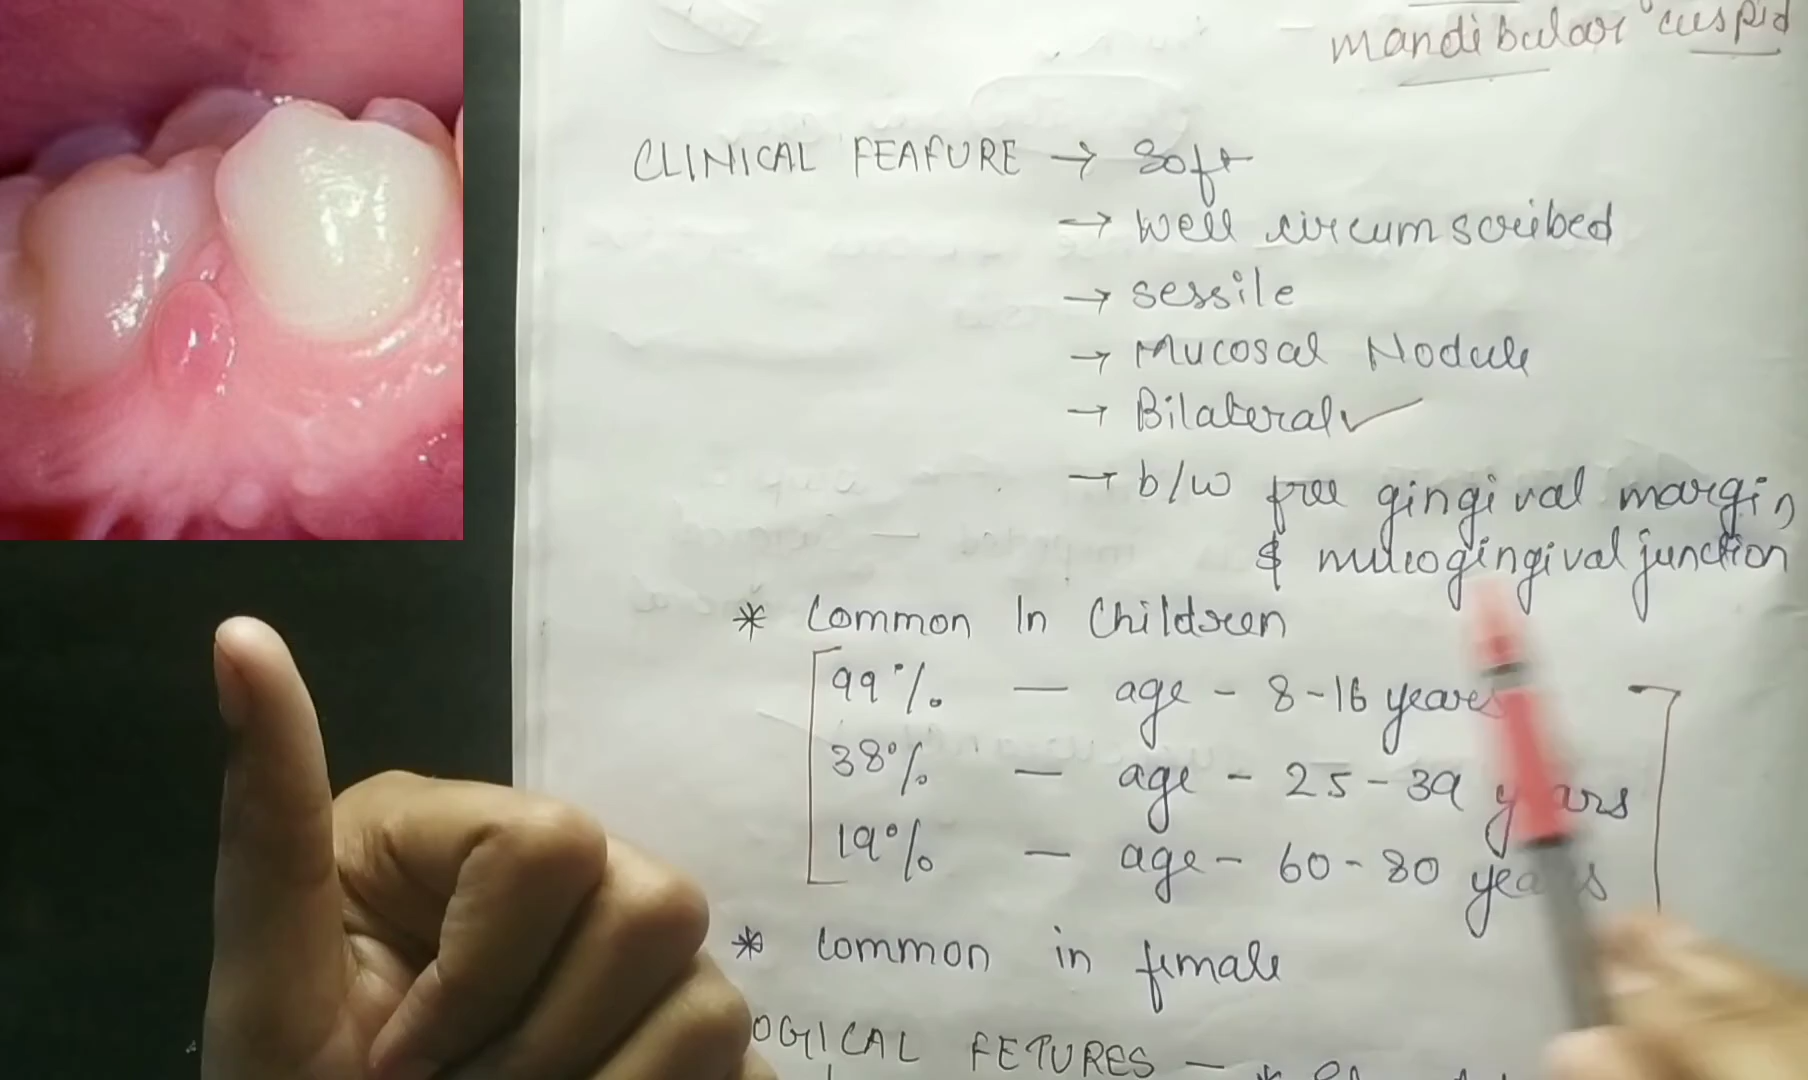 mandibular cuspid
CLINICAL FEAFURE → Soft
→ Well circumscribed
→ sessile
→ Mucosal Nodule
→ Bilateral ✓
→ b/w free gingival margin
& mucogingival junction
* Common In Children
99% — age - 8-16 years
38% — age - 25-39 years
19% — age - 60-80 years
* Common in female
OGICAL FETURES —